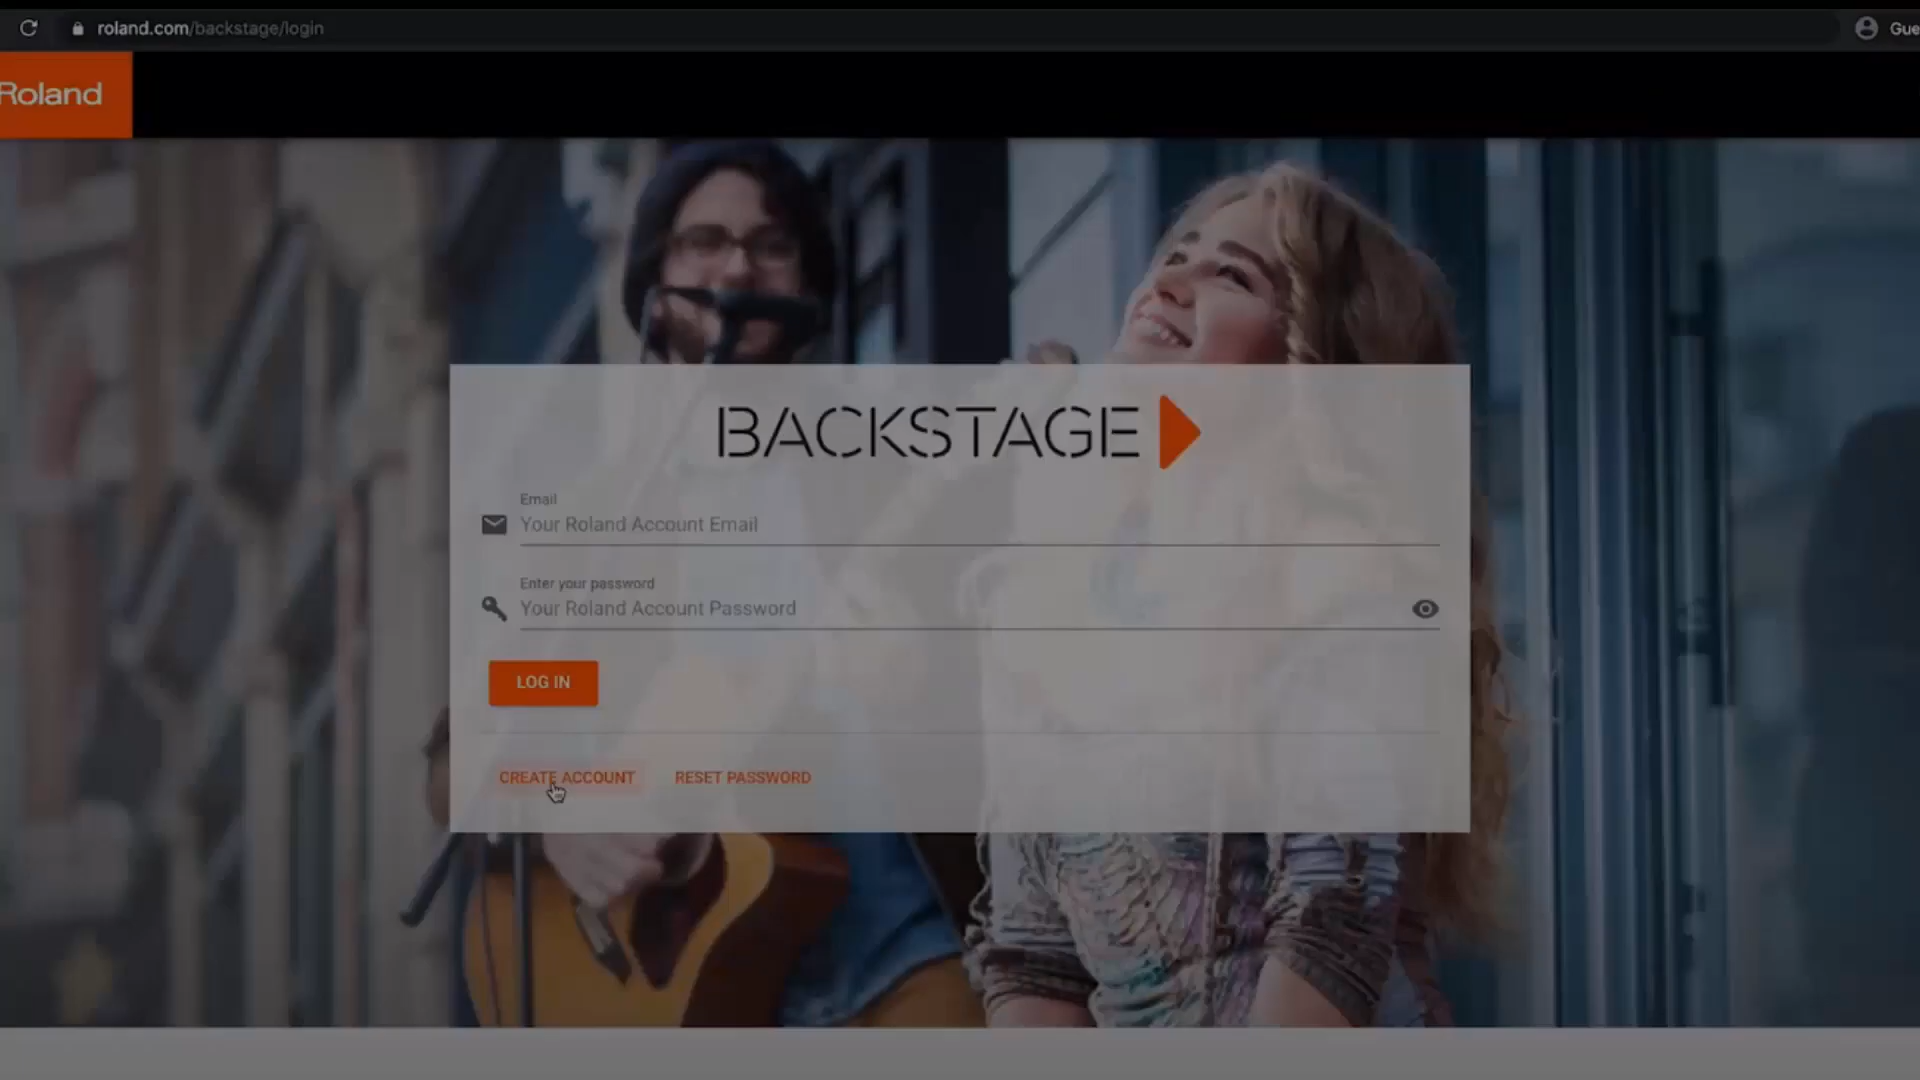 roland.com/backstage/login
Gue
Roland
BACKSTAGE
Email
Your Roland Account Email
Enter your password
Your Roland Account Password
LOG IN
CREATE ACCOUNT
RESET PASSWORD